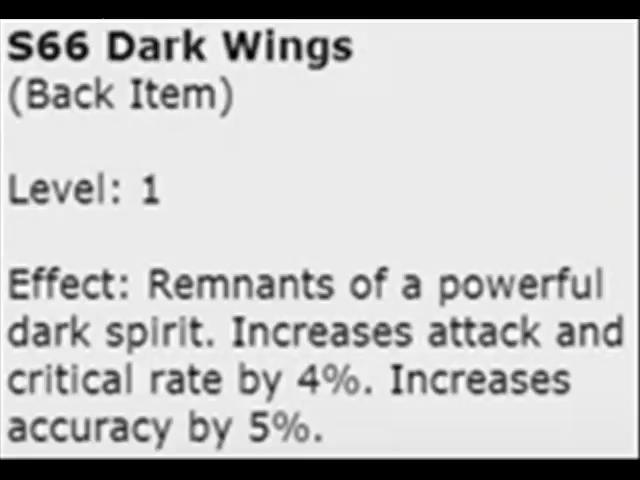 S66 Dark Wings
(Back Item)
Level: 1
Effect: Remnants of a powerful
dark spirit. Increases attack and
critical rate by 4%. Increases
accuracy by 5%.